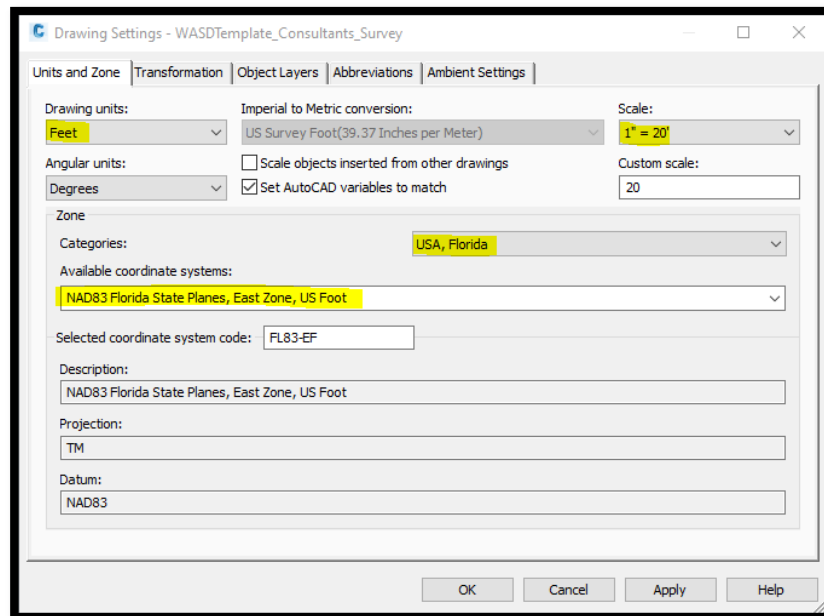 Drawing Settings - WASDTemplate_Consultants_Survey
Units and Zone Transformation Object Layers Abbreviations Ambient Settings
Drawing units: Imperial to Metric conversion: Scale:
Feet US Survey Foot(39.37 Inches per Meter) 1" = 20'
Angular units: Scale objects inserted from other drawings Custom scale:
Degrees Set AutoCAD variables to match 20
Zone
Categories: USA, Florida
Available coordinate systems:
NAD83 Florida State Planes, East Zone, US Foot
Selected coordinate system code: FL83-EF
Description:
NAD83 Florida State Planes, East Zone, US Foot
Projection:
TM
Datum:
NAD83
OK Cancel Apply Help